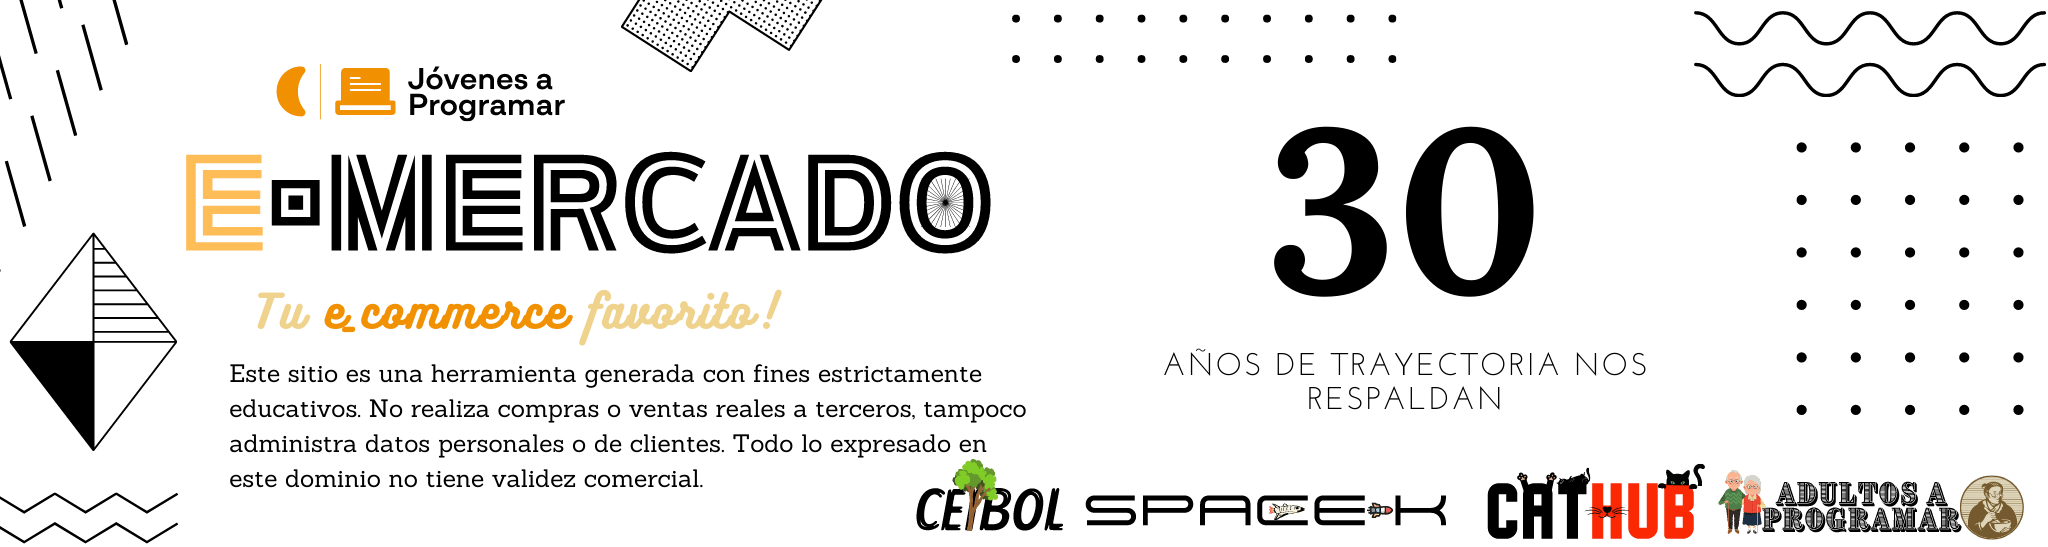 Jóvenes a
Programar
E-MERCADO
Tu e commerce favorito!
Este sitio es una herramienta generada con fines estrictamente
educativos. No realiza compras o ventas reales a terceros, tampoco
administra datos personales o de clientes. Todo lo expresado en
este dominio no tiene validez comercial.
30
AÑOS DE TRAYECTORIA NOS
RESPALDAN
CEIBOL
SPACE-K
CATHUB
ADULTOS A
PROGRAMAR